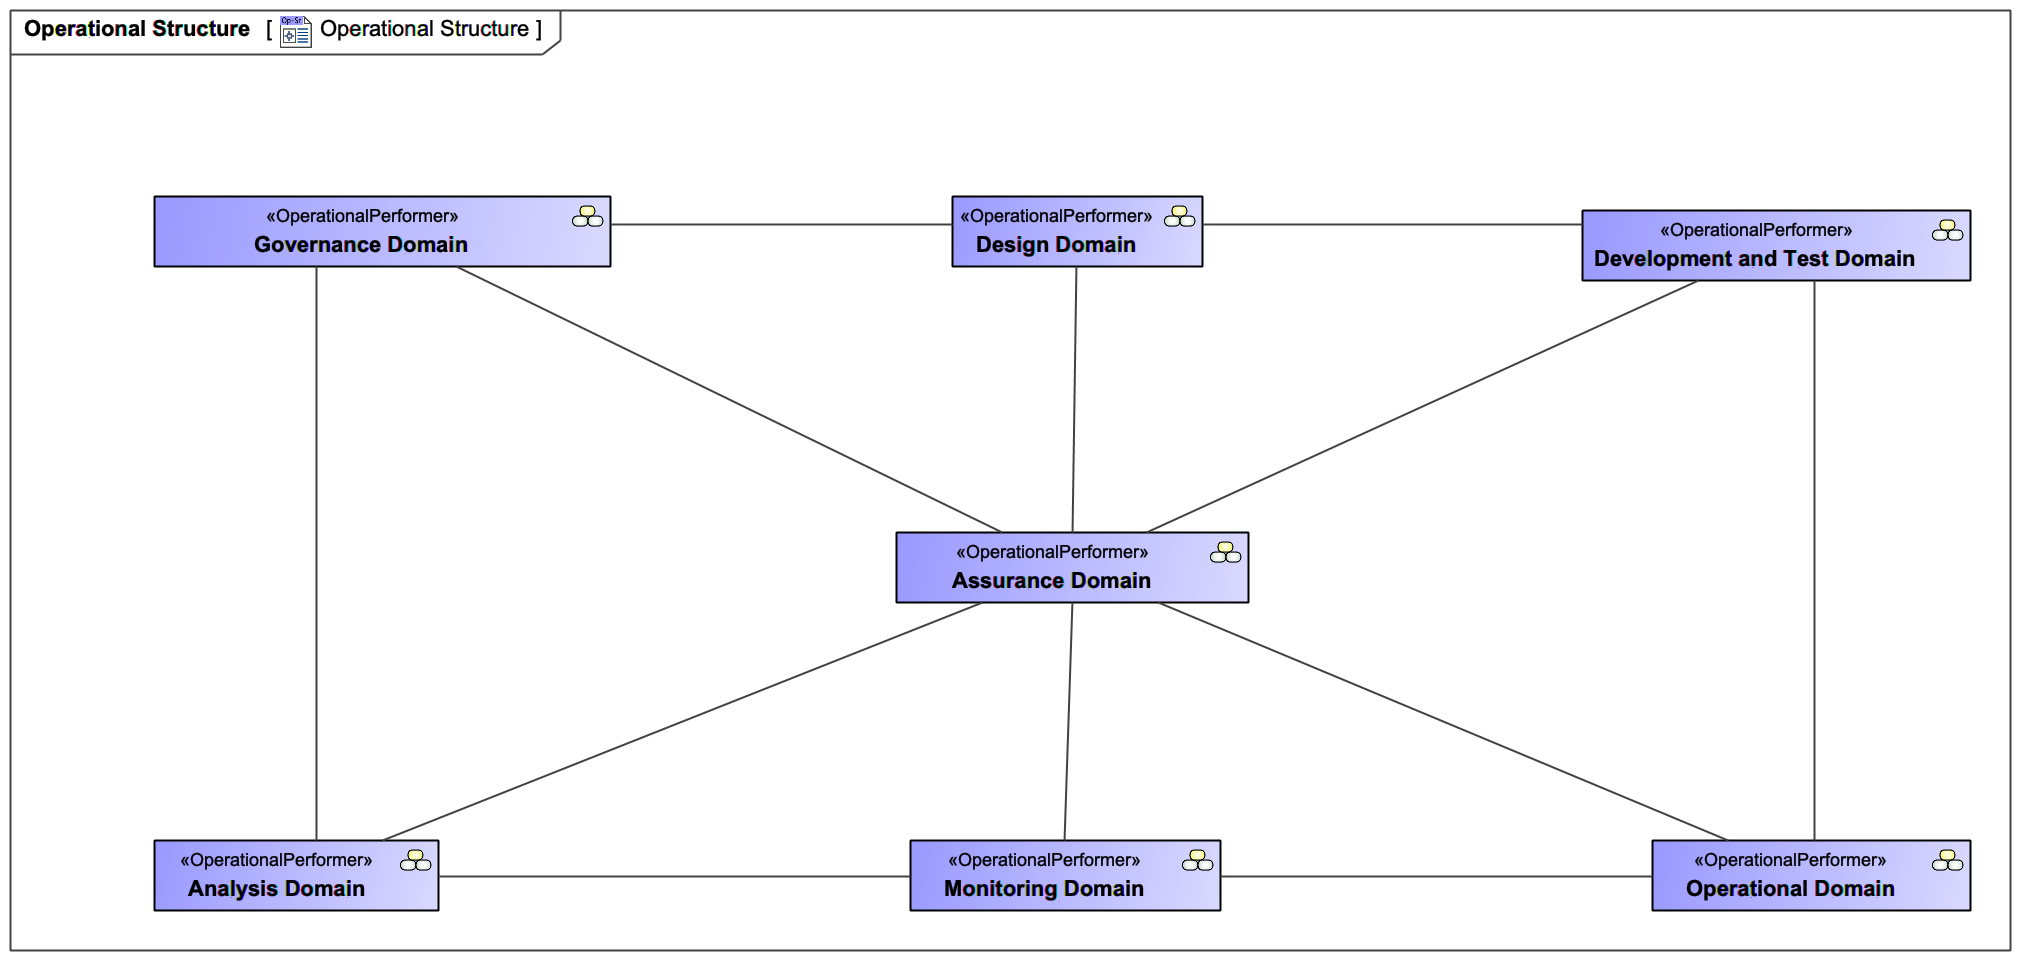 Operational Structure [ Op-Sr Operational Structure ]
«OperationalPerformer»
Governance Domain
«OperationalPerformer»
Design Domain
«OperationalPerformer»
Development and Test Domain
«OperationalPerformer»
Assurance Domain
«OperationalPerformer»
Analysis Domain
«OperationalPerformer»
Monitoring Domain
«OperationalPerformer»
Operational Domain